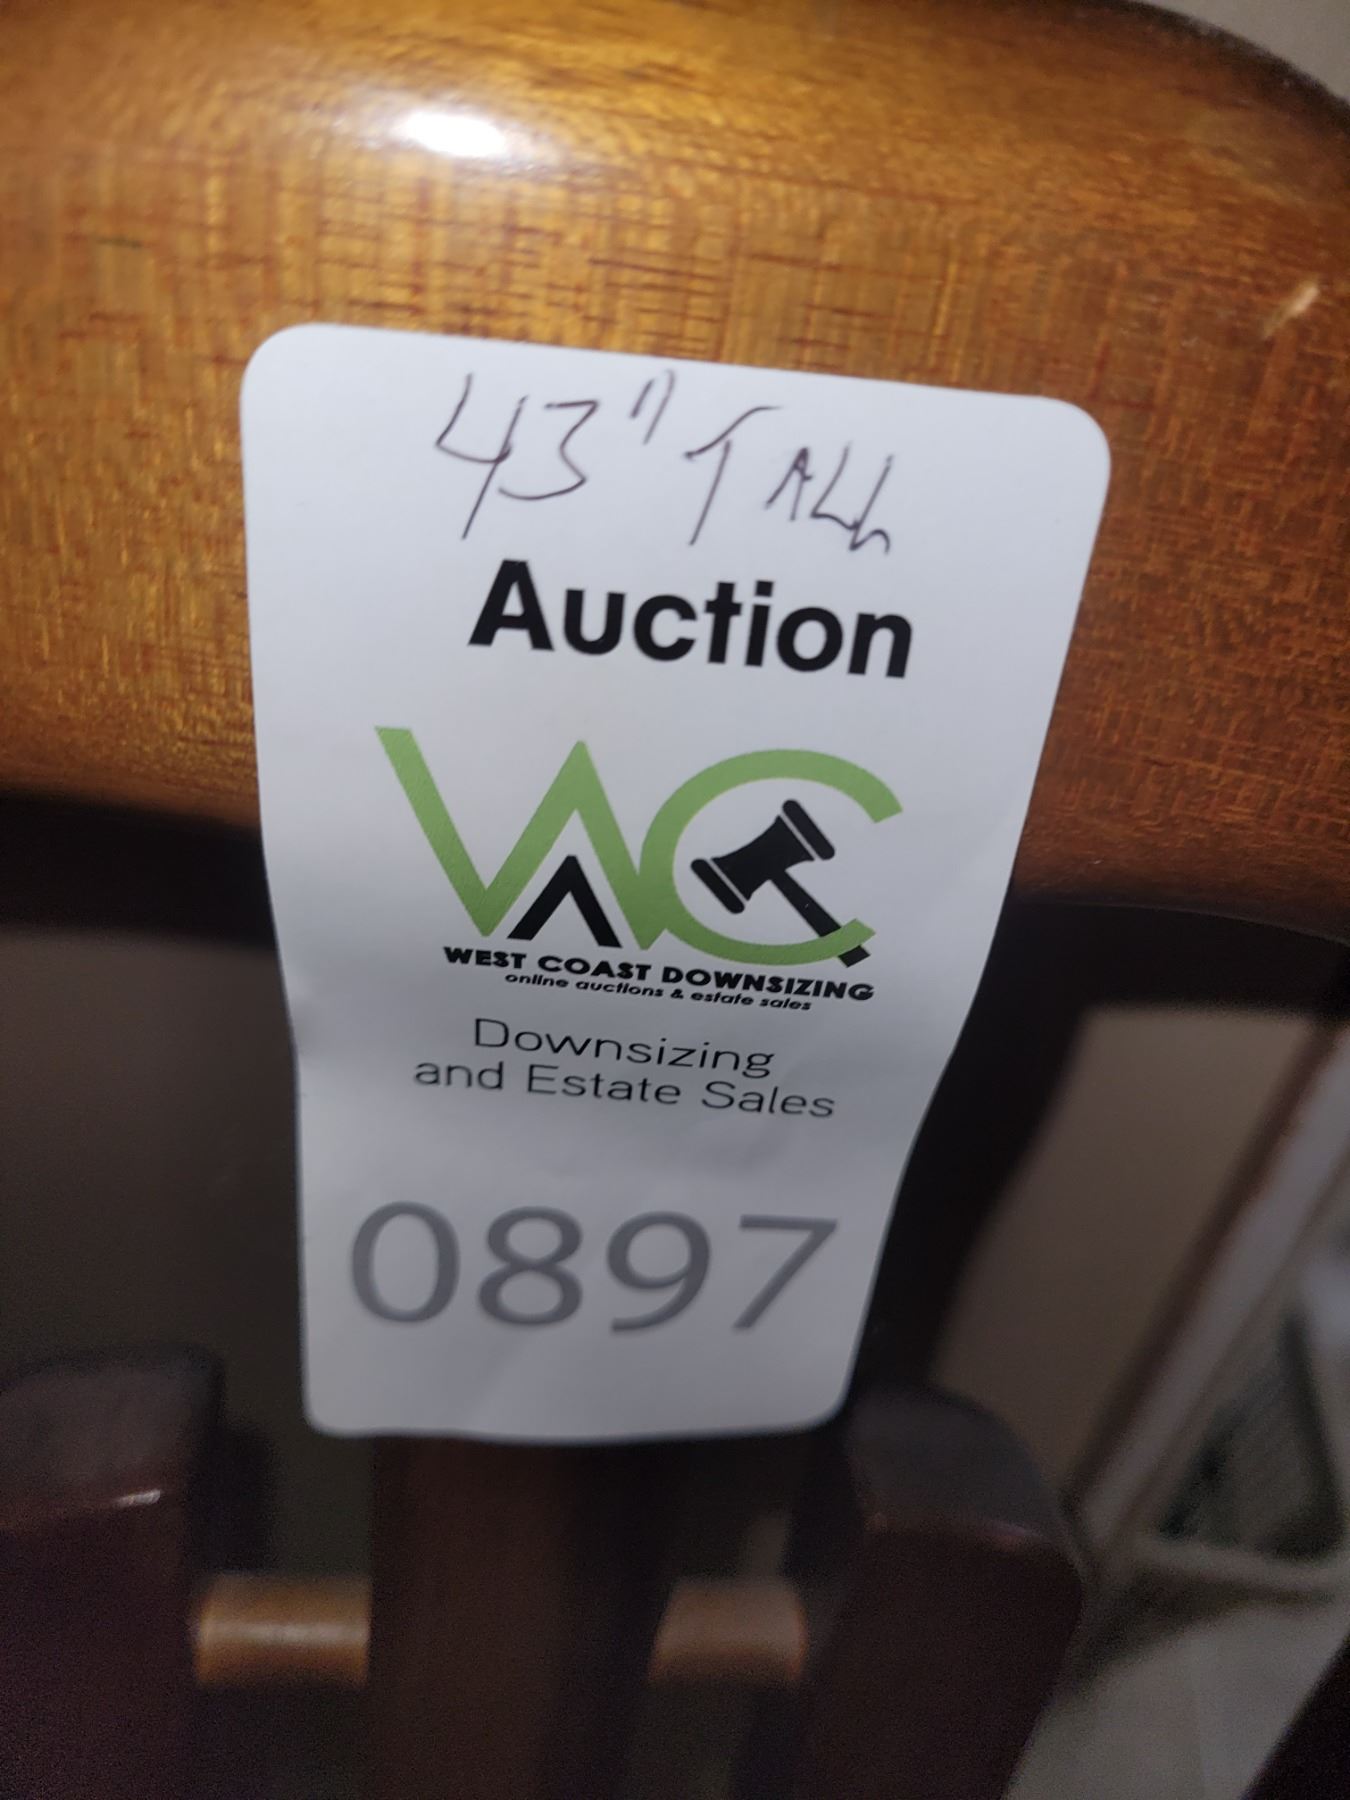 43" TALL
Auction
WC
WEST COAST DOWNSIZING
online auctions & estate sales
Downsizing
and Estate Sales
0897